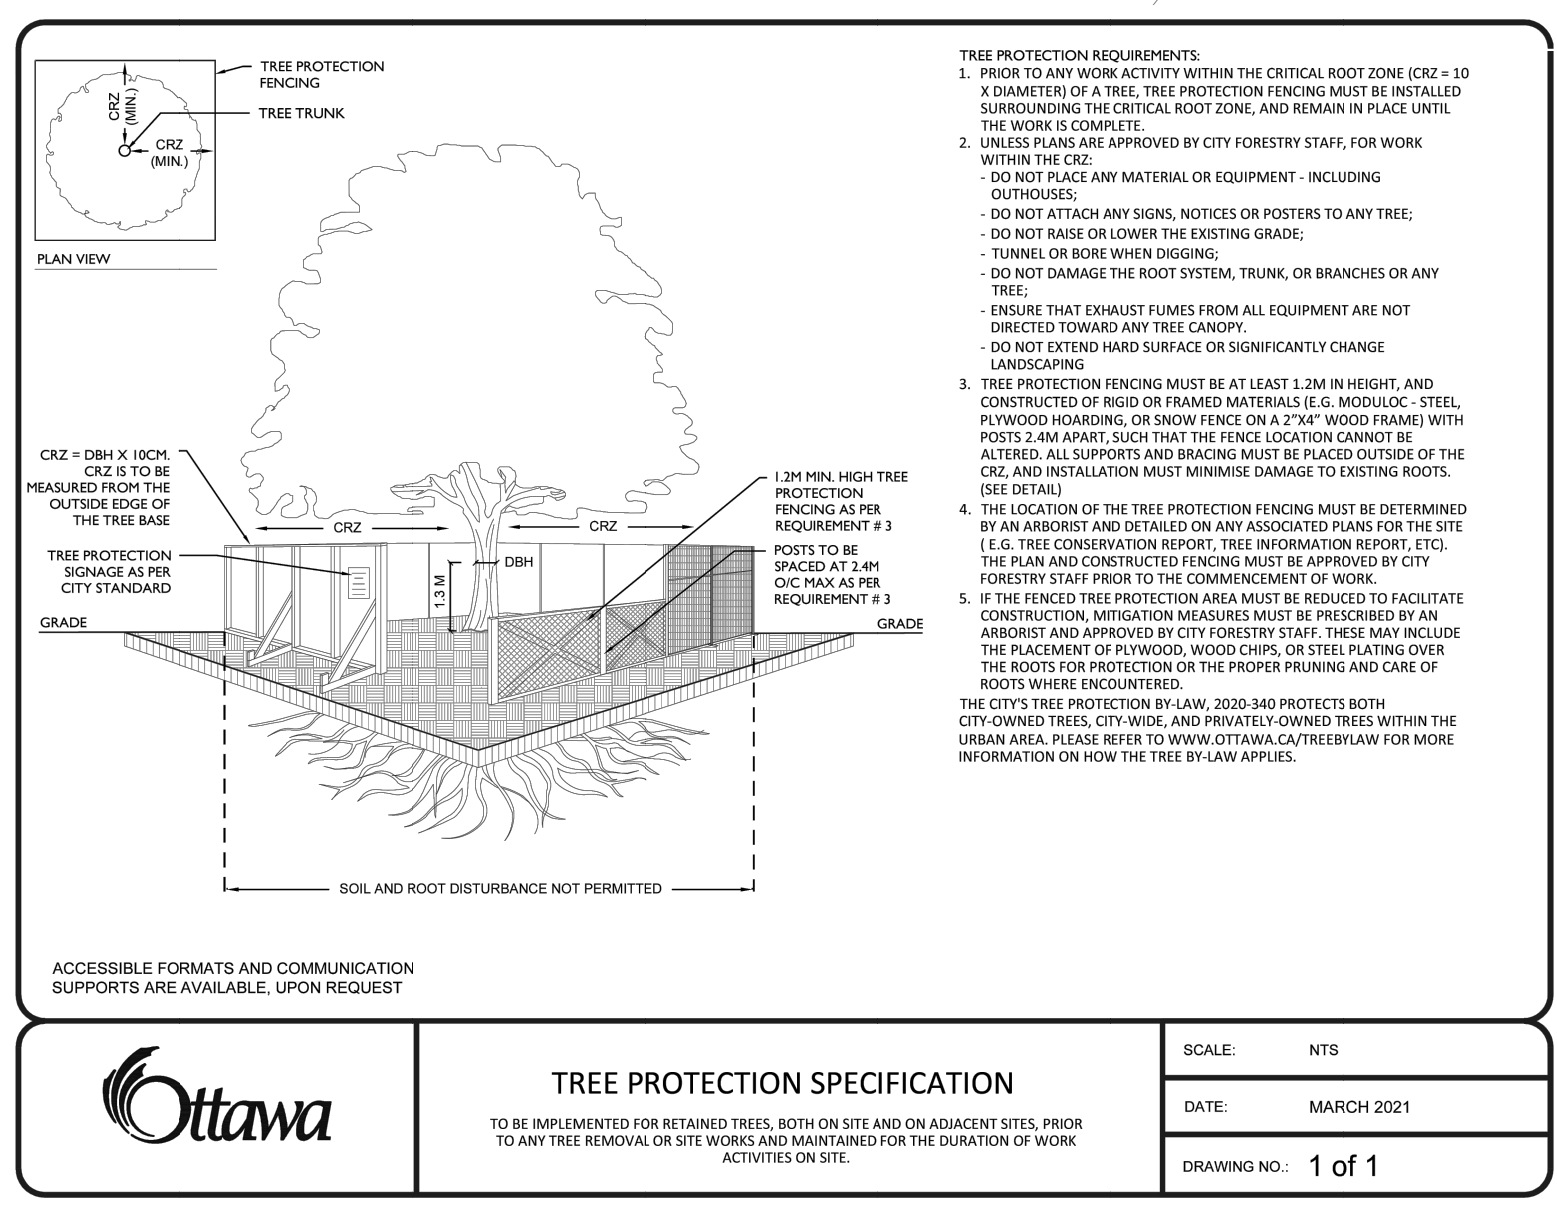 TREE PROTECTION
FENCING
TREE TRUNK
CRZ
(MIN.)
CRZ
(MIN.)
PLAN VIEW
CRZ = DBH X 10CM.
CRZ IS TO BE
MEASURED FROM THE
OUTSIDE EDGE OF
THE TREE BASE
TREE PROTECTION
SIGNAGE AS PER
CITY STANDARD
GRADE
CRZ
CRZ
DBH
1.3 M
1.2M MIN. HIGH TREE
PROTECTION
FENCING AS PER
REQUIREMENT # 3
POSTS TO BE
SPACED AT 2.4M
O/C MAX AS PER
REQUIREMENT # 3
GRADE
SOIL AND ROOT DISTURBANCE NOT PERMITTED
ACCESSIBLE FORMATS AND COMMUNICATION
SUPPORTS ARE AVAILABLE, UPON REQUEST
TREE PROTECTION REQUIREMENTS:
1. PRIOR TO ANY WORK ACTIVITY WITHIN THE CRITICAL ROOT ZONE (CRZ = 10
X DIAMETER) OF A TREE, TREE PROTECTION FENCING MUST BE INSTALLED
SURROUNDING THE CRITICAL ROOT ZONE, AND REMAIN IN PLACE UNTIL
THE WORK IS COMPLETE.
2. UNLESS PLANS ARE APPROVED BY CITY FORESTRY STAFF, FOR WORK
WITHIN THE CRZ:
- DO NOT PLACE ANY MATERIAL OR EQUIPMENT - INCLUDING
OUTHOUSES;
- DO NOT ATTACH ANY SIGNS, NOTICES OR POSTERS TO ANY TREE;
- DO NOT RAISE OR LOWER THE EXISTING GRADE;
- TUNNEL OR BORE WHEN DIGGING;
- DO NOT DAMAGE THE ROOT SYSTEM, TRUNK, OR BRANCHES OR ANY
TREE;
- ENSURE THAT EXHAUST FUMES FROM ALL EQUIPMENT ARE NOT
DIRECTED TOWARD ANY TREE CANOPY.
- DO NOT EXTEND HARD SURFACE OR SIGNIFICANTLY CHANGE
LANDSCAPING
3. TREE PROTECTION FENCING MUST BE AT LEAST 1.2M IN HEIGHT, AND
CONSTRUCTED OF RIGID OR FRAMED MATERIALS (E.G. MODULOC - STEEL,
PLYWOOD HOARDING, OR SNOW FENCE ON A 2”X4” WOOD FRAME) WITH
POSTS 2.4M APART, SUCH THAT THE FENCE LOCATION CANNOT BE
ALTERED. ALL SUPPORTS AND BRACING MUST BE PLACED OUTSIDE OF THE
CRZ, AND INSTALLATION MUST MINIMISE DAMAGE TO EXISTING ROOTS.
(SEE DETAIL)
4. THE LOCATION OF THE TREE PROTECTION FENCING MUST BE DETERMINED
BY AN ARBORIST AND DETAILED ON ANY ASSOCIATED PLANS FOR THE SITE
( E.G. TREE CONSERVATION REPORT, TREE INFORMATION REPORT, ETC).
THE PLAN AND CONSTRUCTED FENCING MUST BE APPROVED BY CITY
FORESTRY STAFF PRIOR TO THE COMMENCEMENT OF WORK.
5. IF THE FENCED TREE PROTECTION AREA MUST BE REDUCED TO FACILITATE
CONSTRUCTION, MITIGATION MEASURES MUST BE PRESCRIBED BY AN
ARBORIST AND APPROVED BY CITY FORESTRY STAFF. THESE MAY INCLUDE
THE PLACEMENT OF PLYWOOD, WOOD CHIPS, OR STEEL PLATING OVER
THE ROOTS FOR PROTECTION OR THE PROPER PRUNING AND CARE OF
ROOTS WHERE ENCOUNTERED.
THE CITY'S TREE PROTECTION BY-LAW, 2020-340 PROTECTS BOTH
CITY-OWNED TREES, CITY-WIDE, AND PRIVATELY-OWNED TREES WITHIN THE
URBAN AREA. PLEASE REFER TO WWW.OTTAWA.CA/TREEBYLAW FOR MORE
INFORMATION ON HOW THE TREE BY-LAW APPLIES.
Ottawa
TREE PROTECTION SPECIFICATION
TO BE IMPLEMENTED FOR RETAINED TREES, BOTH ON SITE AND ON ADJACENT SITES, PRIOR
TO ANY TREE REMOVAL OR SITE WORKS AND MAINTAINED FOR THE DURATION OF WORK
ACTIVITIES ON SITE.
SCALE: NTS
DATE: MARCH 2021
DRAWING NO.: 1 of 1